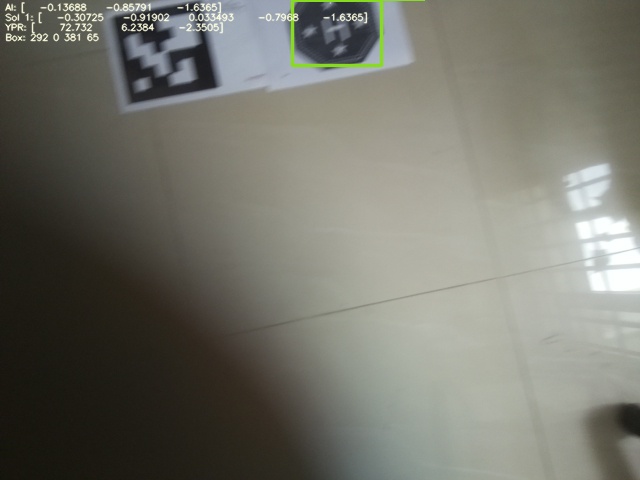 AI: [ -0.13688 -0.85791 -1.6365]
Sol 1: [ -0.30725 -0.91902 0.033493 -0.7968 -1.6365]
YPR: [ 72.732 6.2384 -2.3505]
Box: 292 0 381 65